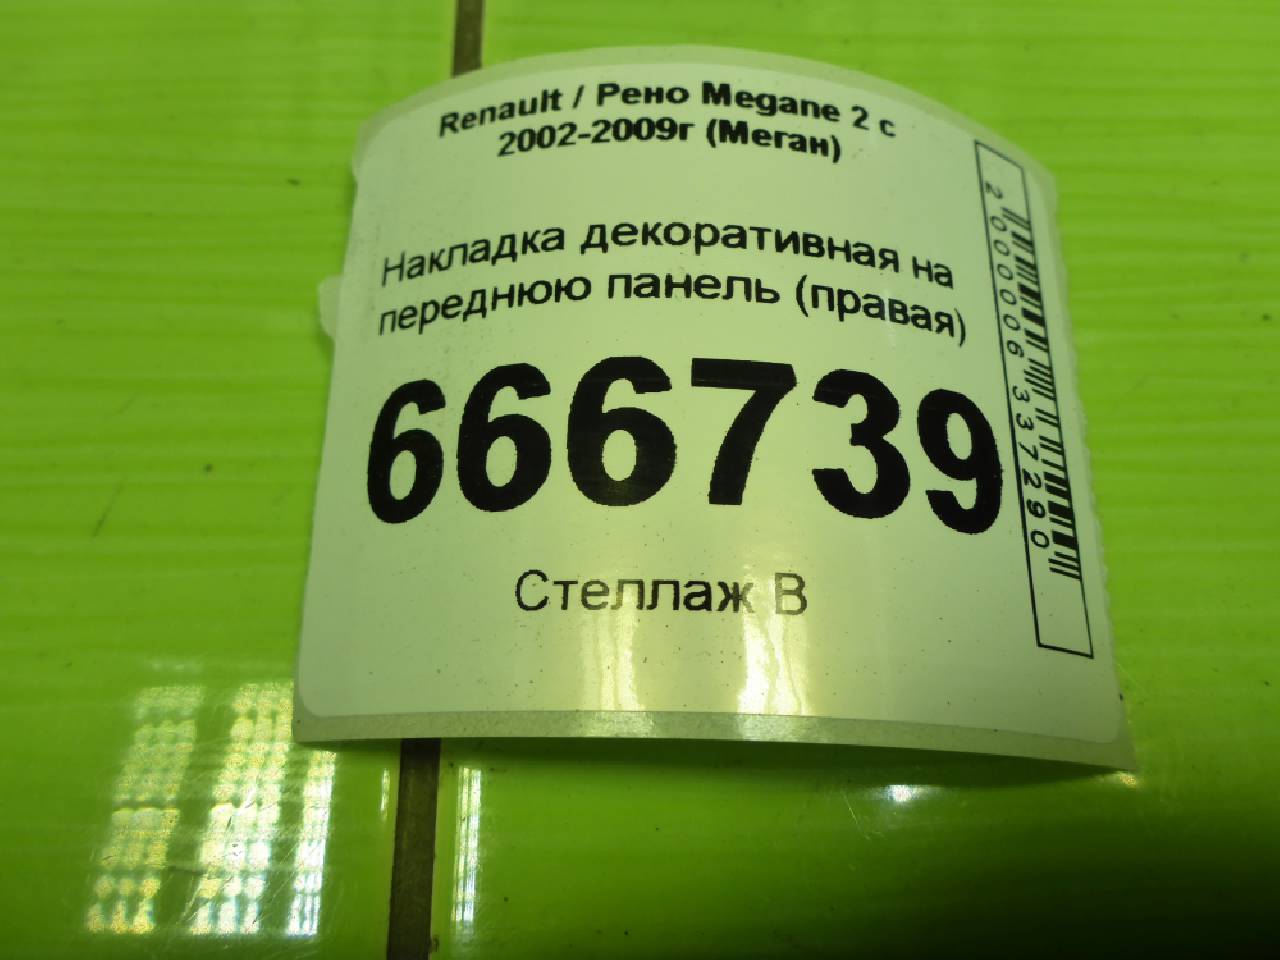 Renault / Рено Megane 2 с
2002-2009г (Меган)
Накладка декоративная на
переднюю панель (правая)
666739
Стеллаж В
2000006337290